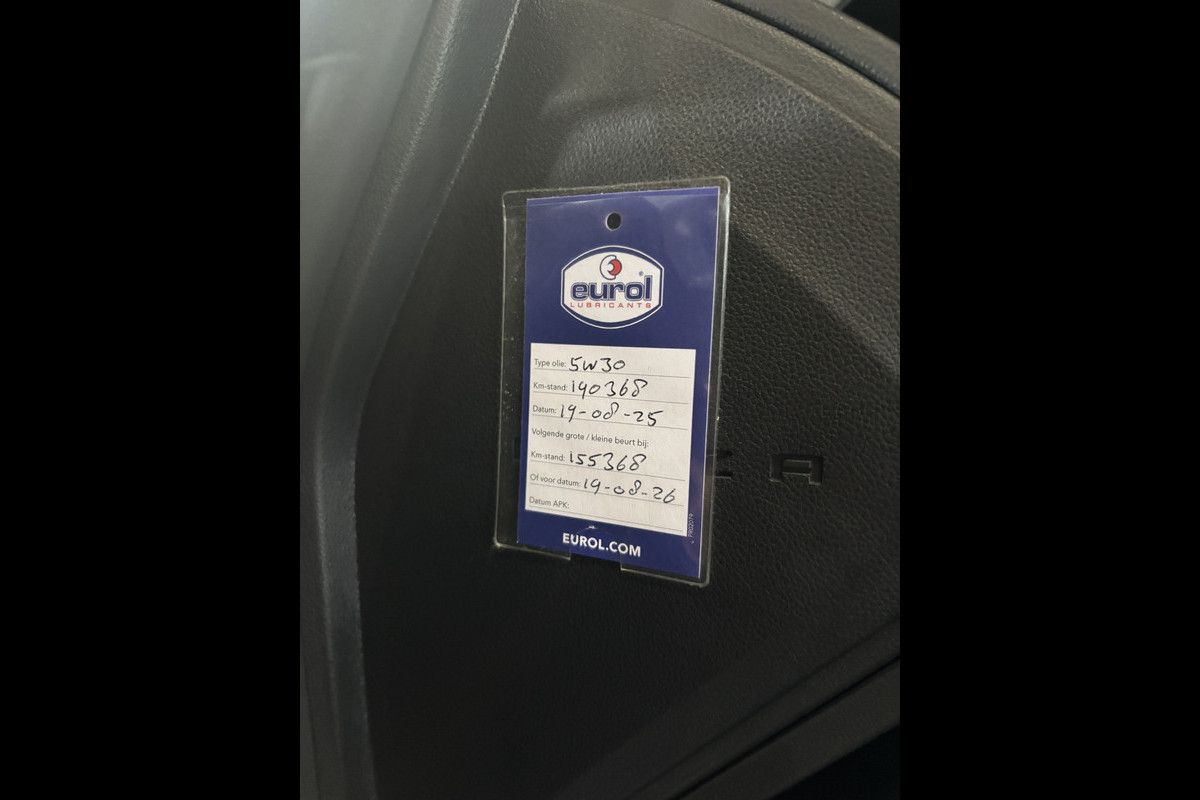 eurol®
LUBRICANTS
Type olie: 5W30
Km-stand: 140368
Datum: 19-08-25
Volgende grote / kleine beurt bij:
Km-stand: 155368
Of voor datum: 19-08-26
Datum APK:
EUROL.COM